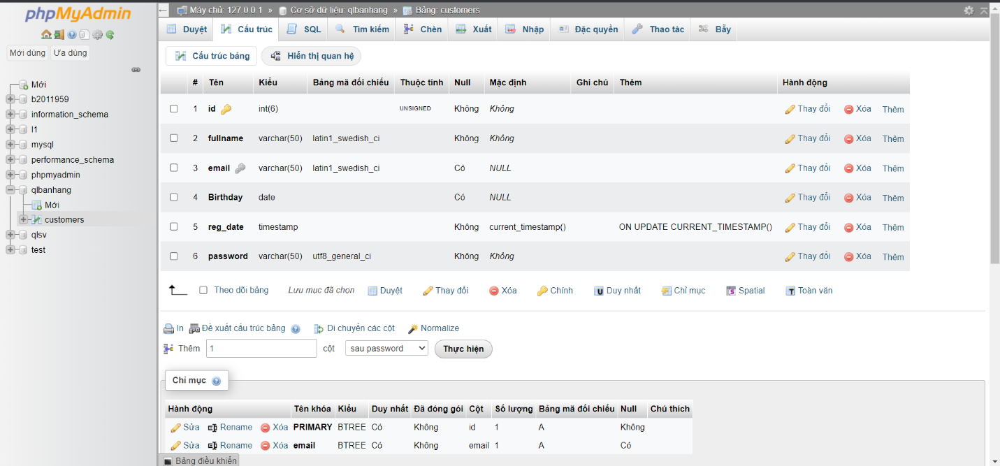 phpMyAdmin
Mới dùng Ưa dùng
Mới
b2011959
information_schema
l1
mysql
performance_schema
phpmyadmin
qlbanhang
Mới
customers
qlsv
test
Máy chủ: 127.0.0.1 » Cơ sở dữ liệu: qlbanhang » Bảng: customers
Duyệt Cấu trúc SQL Tìm kiếm Chèn Xuất Nhập Đặc quyền Thao tác Bẫy
Cấu trúc bảng Hiển thị quan hệ
# Tên Kiểu Bảng mã đối chiếu Thuộc tính Null Mặc định Ghi chú Thêm Hành động
1 id int(6) UNSIGNED Không Không Thay đổi Xóa Thêm
2 fullname varchar(50) latin1_swedish_ci Không Không Thay đổi Xóa Thêm
3 email varchar(50) latin1_swedish_ci Có NULL Thay đổi Xóa Thêm
4 Birthday date Có NULL Thay đổi Xóa Thêm
5 reg_date timestamp Không current_timestamp() ON UPDATE CURRENT_TIMESTAMP() Thay đổi Xóa Thêm
6 password varchar(50) utf8_general_ci Không Không Thay đổi Xóa Thêm
Theo dõi bảng Lưu mục đã chọn Duyệt Thay đổi Xóa Chính Duy nhất Chỉ mục Spatial Toàn văn
In Đề xuất cấu trúc bảng Di chuyển các cột Normalize
Thêm 1 cột sau password Thực hiện
Chỉ mục
Hành động Tên khóa Kiểu Duy nhất Đã đóng gói Cột Số lượng Bảng mã đối chiếu Null Chú thích
Sửa Rename Xóa PRIMARY BTREE Có Không id 1 A Không
Sửa Rename Xóa email BTREE Có Không email 1 A Có
Bảng điều khiển